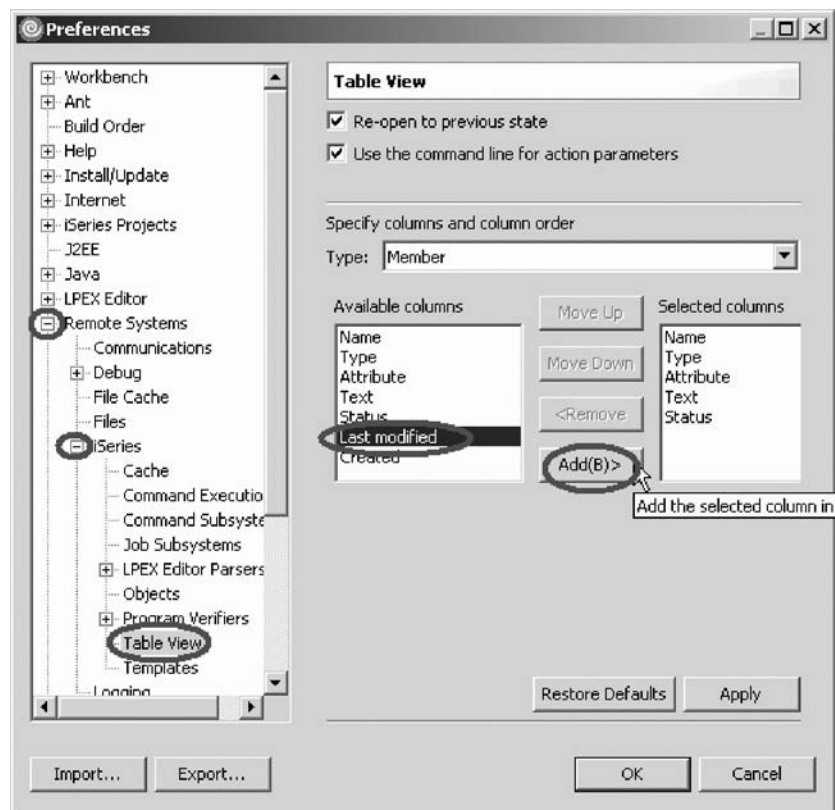 Preferences
Workbench
Ant
Build Order
Help
Install/Update
Internet
iSeries Projects
J2EE
Java
LPEX Editor
Remote Systems
Communications
Debug
File Cache
Files
iSeries
Cache
Command Executio
Command Subsyste
Job Subsystems
LPEX Editor Parsers
Objects
Program Verifiers
Table View
Templates
Logging
Table View
Re-open to previous state
Use the command line for action parameters
Specify columns and column order
Type: Member
Available columns
Name
Type
Attribute
Text
Status
Last modified
Created
Move Up
Move Down
<Remove
Add(B)>
Selected columns
Name
Type
Attribute
Text
Status
Add the selected column in
Restore Defaults
Apply
Import...
Export...
OK
Cancel